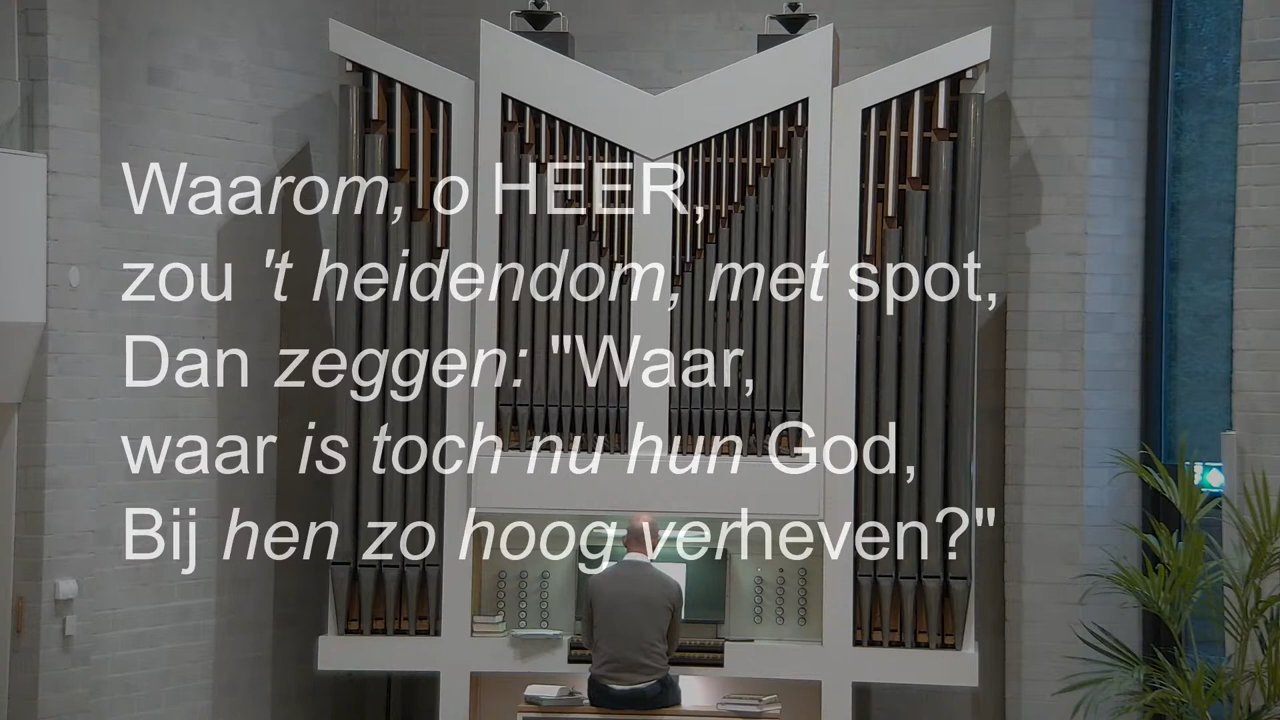 Waarom, o HEER,
zou 't heidendom, met spot,
Dan zeggen: "Waar,
waar is toch nu hun God,
Bij hen zo hoog verheven?"